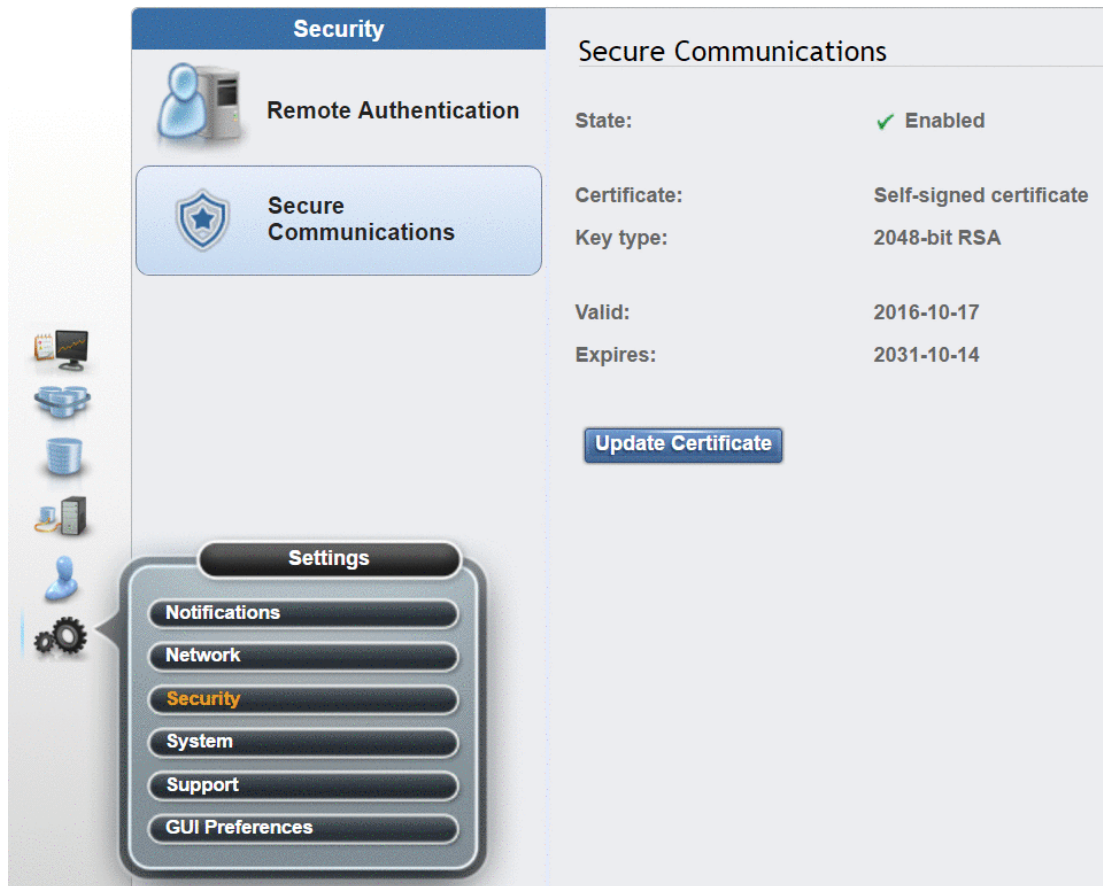 Security
Remote Authentication
Secure
Communications
Settings
Notifications
Network
Security
System
Support
GUI Preferences
Secure Communications
State: Enabled
Certificate: Self-signed certificate
Key type: 2048-bit RSA
Valid: 2016-10-17
Expires: 2031-10-14
Update Certificate